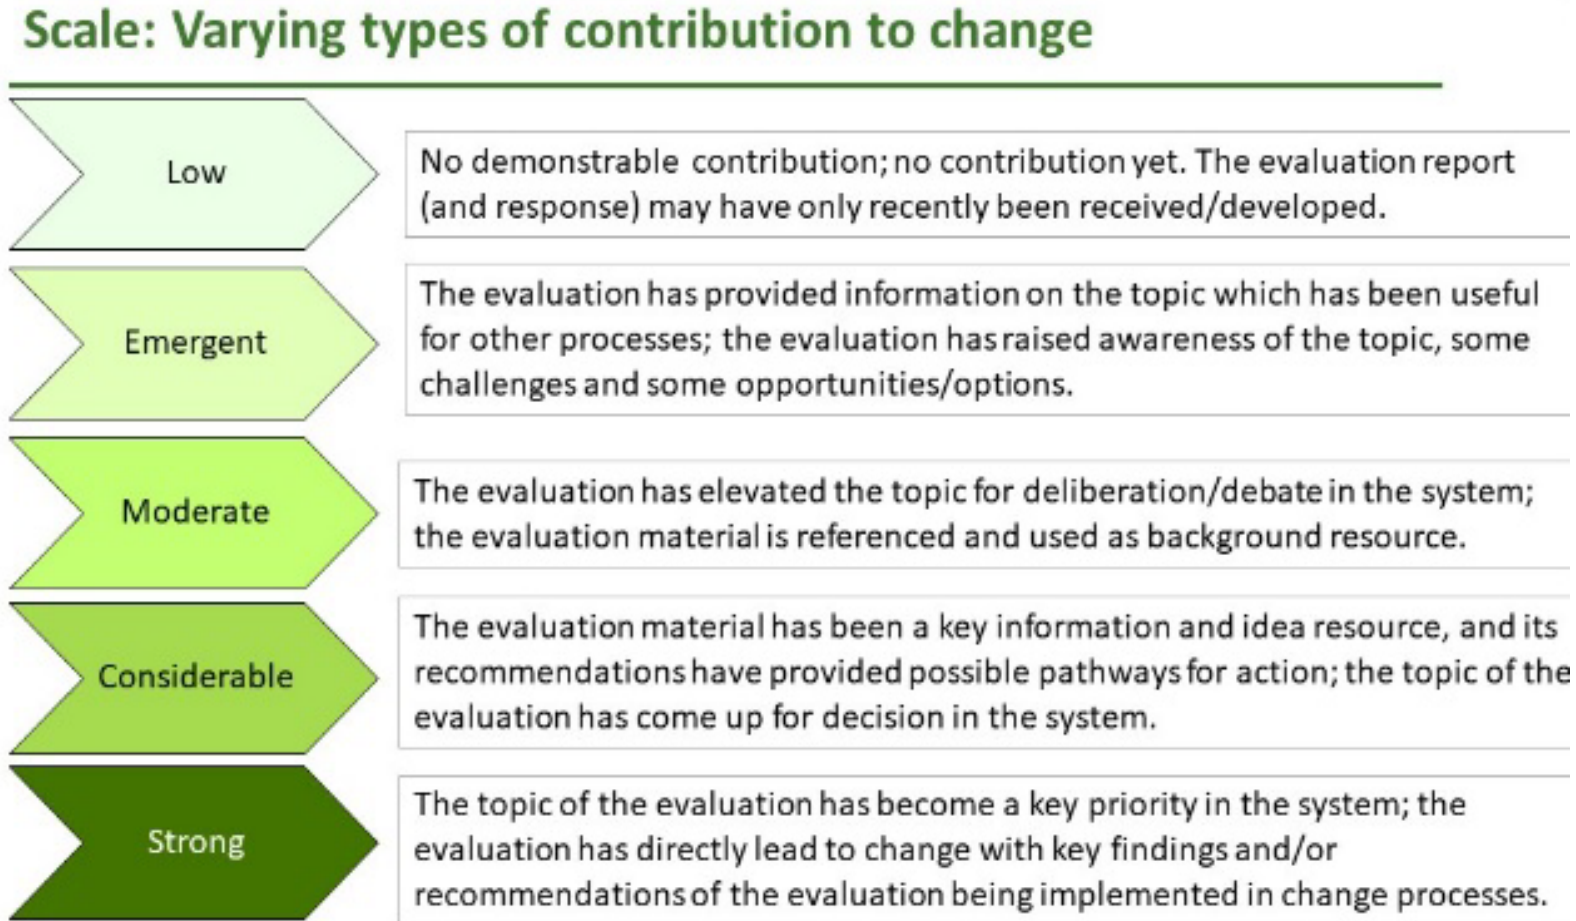 Scale: Varying types of contribution to change
Low
No demonstrable contribution; no contribution yet. The evaluation report
(and response) may have only recently been received/developed.
Emergent
The evaluation has provided information on the topic which has been useful
for other processes; the evaluation has raised awareness of the topic, some
challenges and some opportunities/options.
Moderate
The evaluation has elevated the topic for deliberation/debate in the system;
the evaluation material is referenced and used as background resource.
Considerable
The evaluation material has been a key information and idea resource, and its
recommendations have provided possible pathways for action; the topic of the
evaluation has come up for decision in the system.
Strong
The topic of the evaluation has become a key priority in the system; the
evaluation has directly lead to change with key findings and/or
recommendations of the evaluation being implemented in change processes.